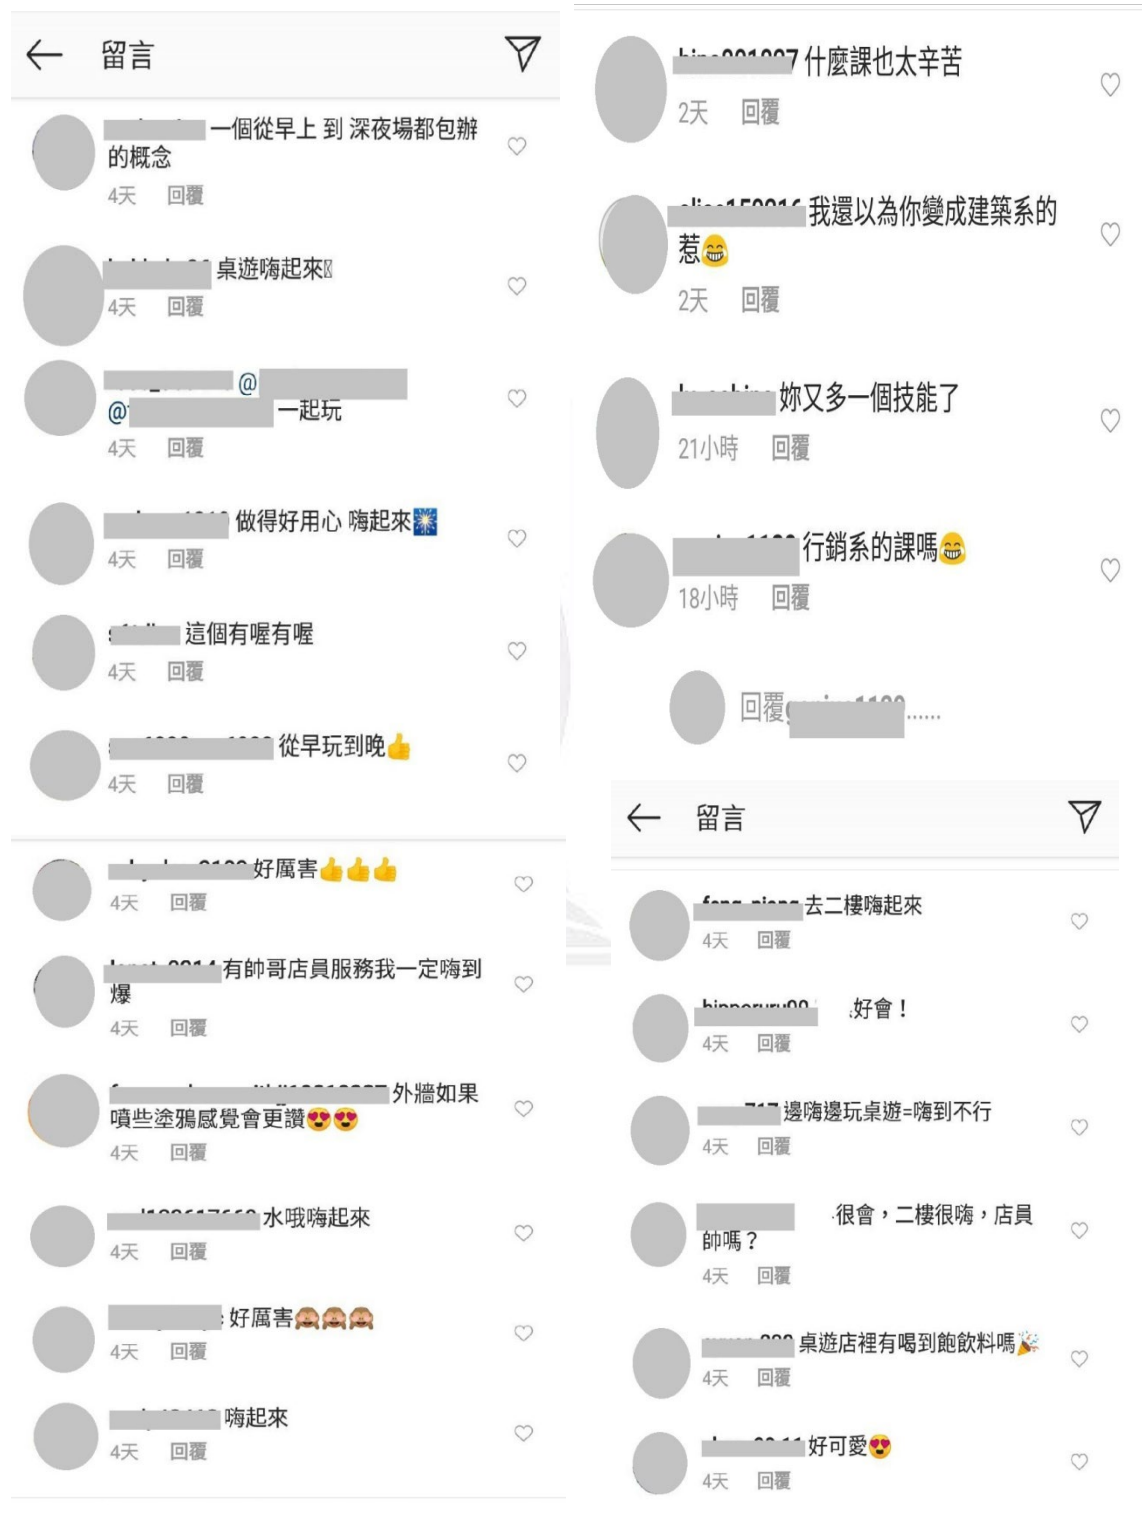 留言
一個從早上 到 深夜場都包辦
的概念
4天 回覆
桌遊嗨起來
4天 回覆
@
@ 一起玩
4天 回覆
做得好用心 嗨起來🎆
4天 回覆
這個有喔有喔
4天 回覆
從早玩到晚👍
4天 回覆
好厲害👍👍👍
4天 回覆
有帥哥店員服務我一定嗨到
爆
4天 回覆
外牆如果
噴些塗鴉感覺會更讚😍😍
4天 回覆
水哦嗨起來
4天 回覆
好厲害🙈🙈🙈
4天 回覆
嗨起來
4天 回覆
什麼課也太辛苦
2天 回覆
我還以為你變成建築系的
惹😂
2天 回覆
妳又多一個技能了
21小時 回覆
行銷系的課嗎😂
18小時 回覆
回覆 ......
留言
去二樓嗨起來
4天 回覆
好會！
4天 回覆
邊嗨邊玩桌遊=嗨到不行
4天 回覆
很會，二樓很嗨，店員
帥嗎？
4天 回覆
桌遊店裡有喝到飽飲料嗎🎉
4天 回覆
好可愛😍
4天 回覆